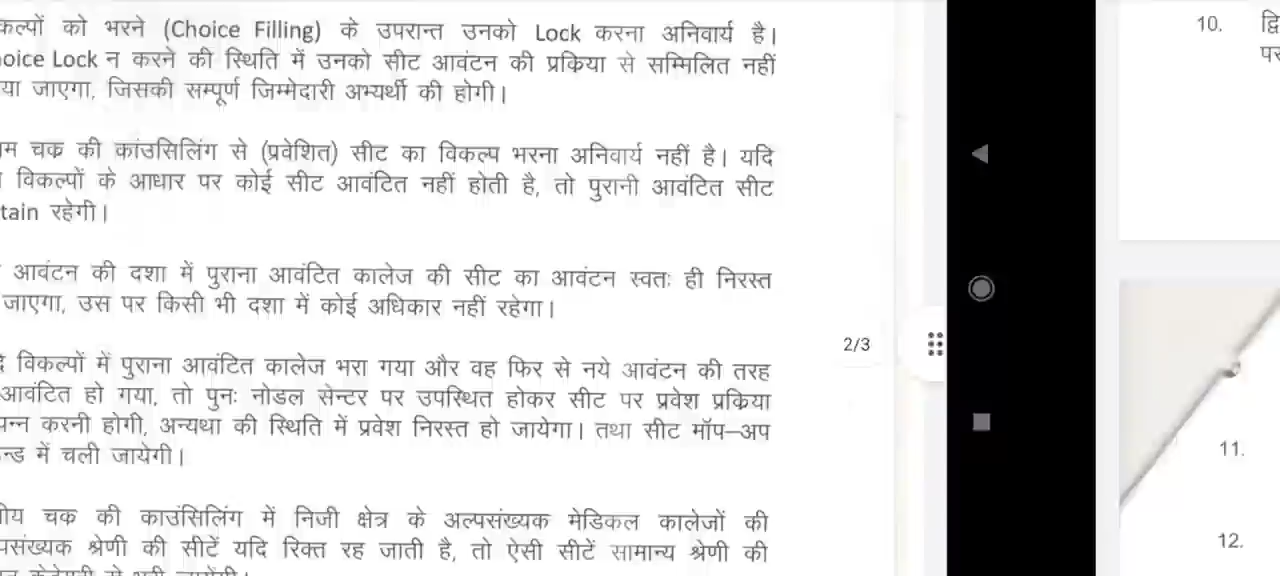 कल्पों को भरने (Choice Filling) के उपरान्त उनको Lock करना अनिवार्य है।
oice Lock न करने की स्थिति में उनको सीट आवंटन की प्रकिया से सम्मिलित नहीं
या जाएगा, जिसकी सम्पूर्ण जिम्मेदारी अभ्यर्थी की होगी।
म चक की कांउसिलिंग से (प्रवेशित) सीट का विकल्प भरना अनिवार्य नहीं है। यदि
विकल्पों के आधार पर कोई सीट आवंटित नहीं होती है, तो पुरानी आवंटित सीट
tain रहेगी।
आवंटन की दशा में पुराना आवंटित कालेज की सीट का आवंटन स्वतः ही निरस्त
जाएगा, उस पर किसी भी दशा में कोई अधिकार नहीं रहेगा।
विकल्पों में पुराना आवंटित कालेज भरा गया और वह फिर से नये आवंटन की तरह
आवंटित हो गया, तो पुनः नोडल सेन्टर पर उपस्थित होकर सीट पर प्रवेश प्रकिया
पन्न करनी होगी, अन्यथा की स्थिति में प्रवेश निरस्त हो जायेगा। तथा सीट मॉप–अप
न्ड में चली जायेगी।
ीय चक की काउंसिलिंग में निजी क्षेत्र के अल्पसंख्यक मेडिकल कालेजों की
पसंख्यक श्रेणी की सीटें यदि रिक्त रह जाती है, तो ऐसी सीटें सामान्य श्रेणी की
2/3
10. द्वि
पर
11.
12.